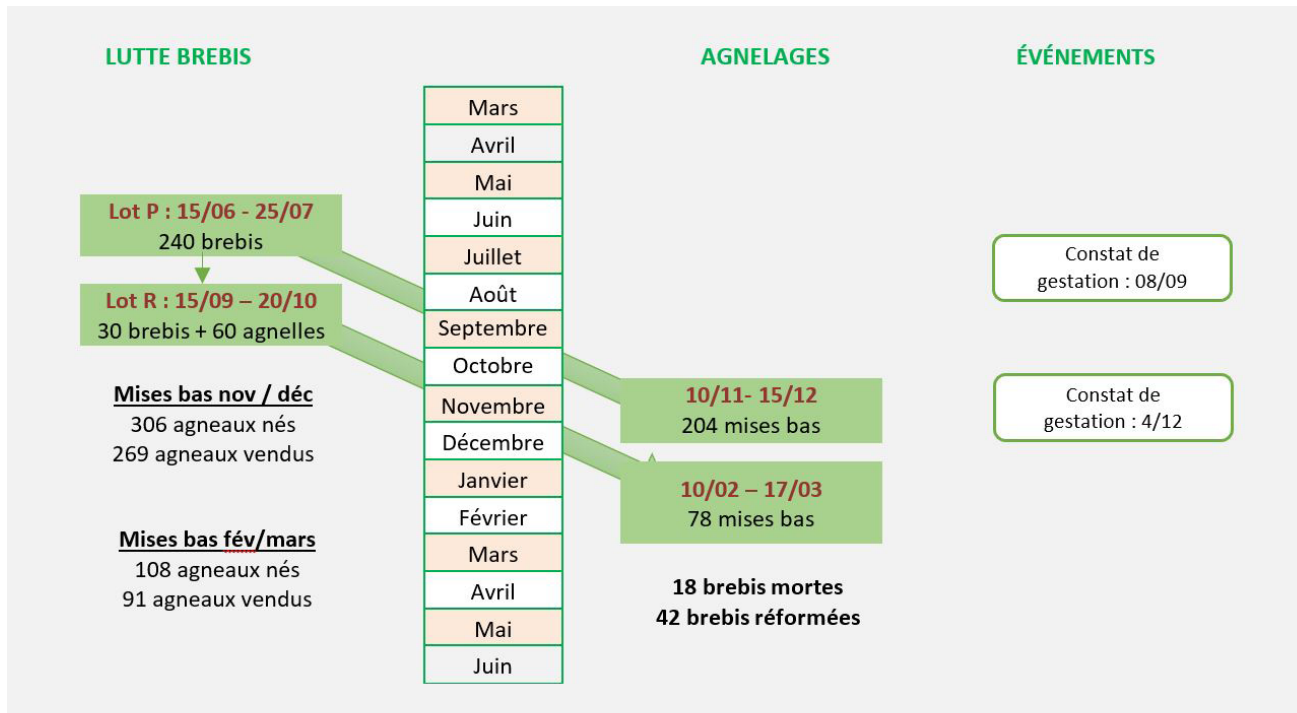 LUTTE BREBIS
AGNELAGES
ÉVÉNEMENTS
Mars
Avril
Mai
Juin
Juillet
Août
Septembre
Octobre
Novembre
Décembre
Janvier
Février
Mars
Avril
Mai
Juin
Lot P : 15/06 - 25/07
240 brebis
Lot R : 15/09 – 20/10
30 brebis + 60 agnelles
Mises bas nov / déc
306 agneaux nés
269 agneaux vendus
Mises bas fév/mars
108 agneaux nés
91 agneaux vendus
10/11- 15/12
204 mises bas
10/02 – 17/03
78 mises bas
18 brebis mortes
42 brebis réformées
Constat de
gestation : 08/09
Constat de
gestation : 4/12